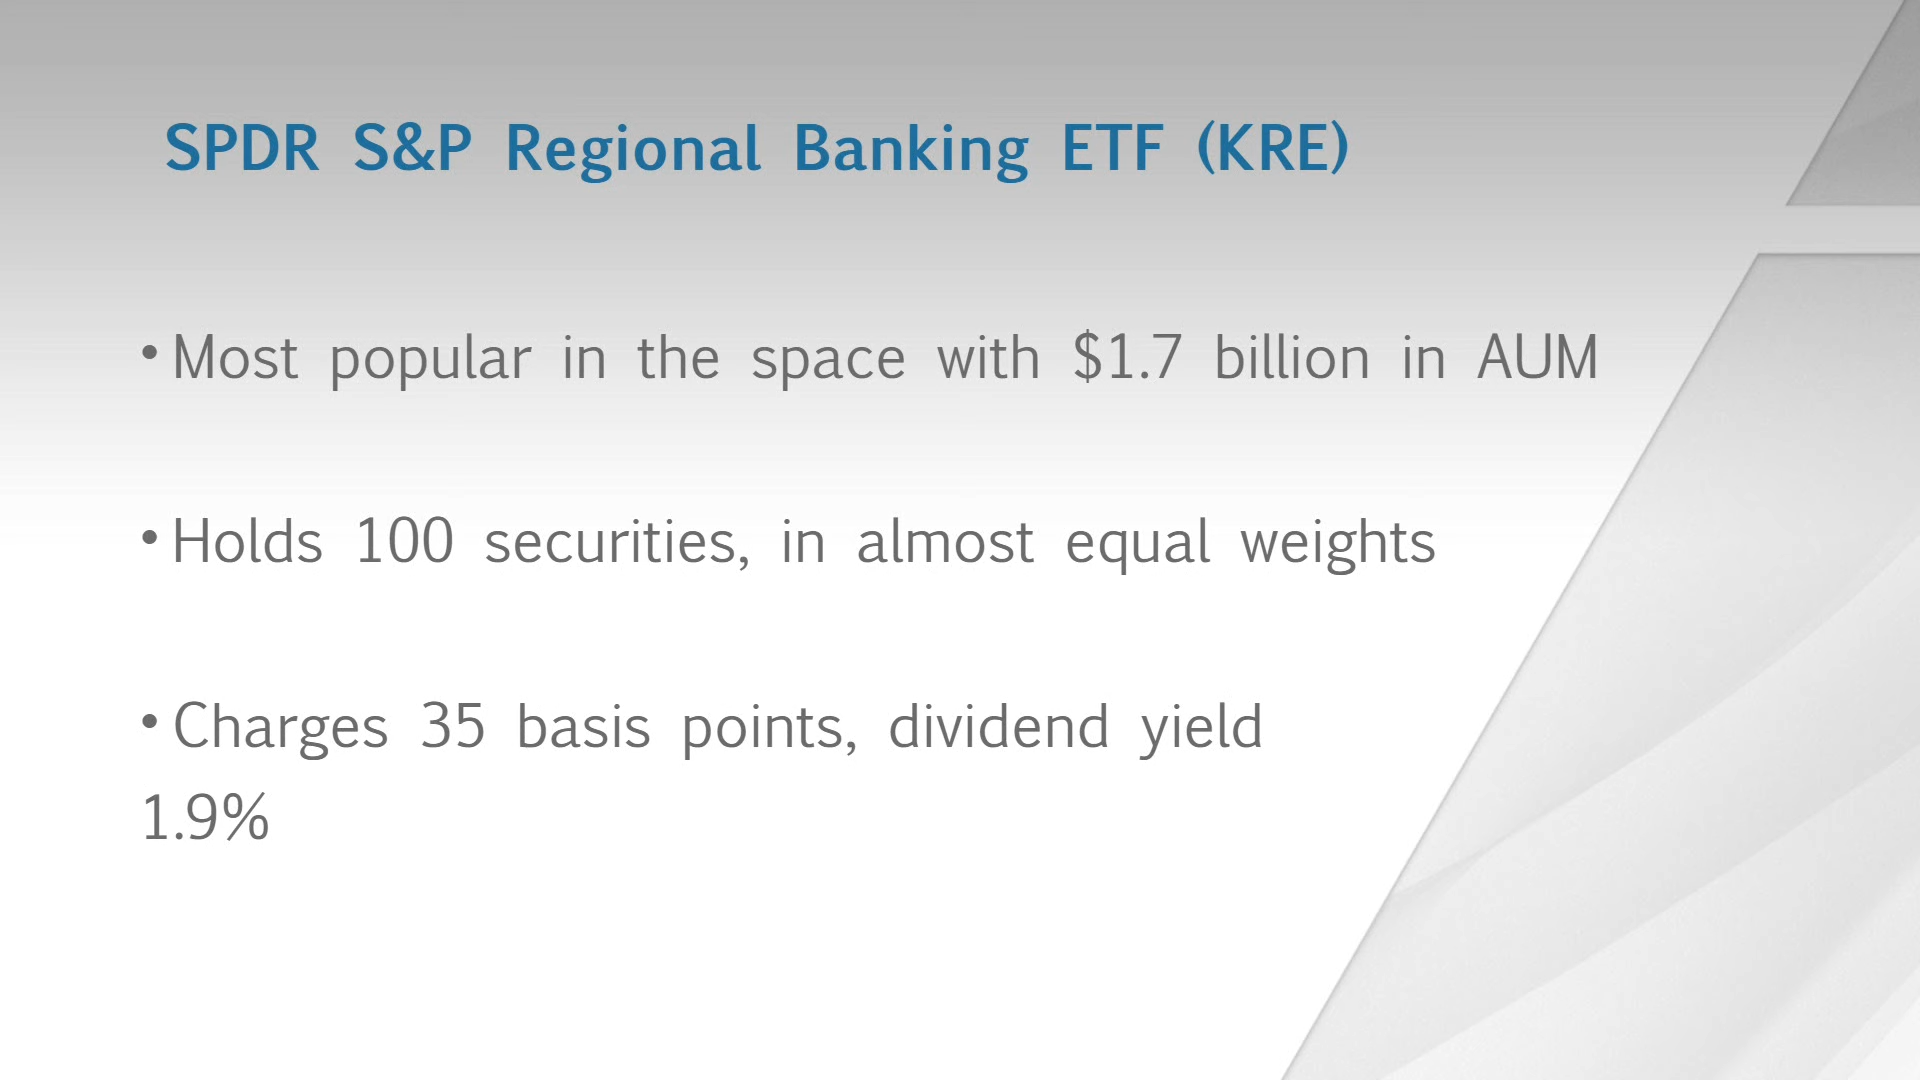 SPDR S&P Regional Banking ETF (KRE)
•Most popular in the space with $1.7 billion in AUM
•Holds 100 securities, in almost equal weights
•Charges 35 basis points, dividend yield
1.9%